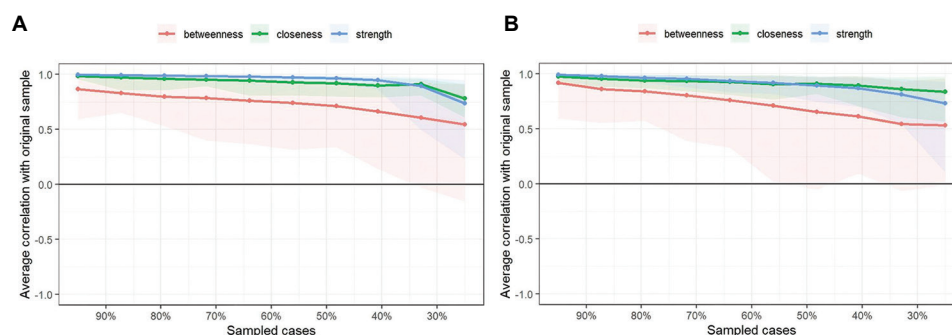 A
betweenness closeness strength
Average correlation with original sample
1.0
0.5
0.0
-0.5
-1.0
90% 80% 70% 60% 50% 40% 30%
Sampled cases
B
betweenness closeness strength
Average correlation with original sample
1.0
0.5
0.0
-0.5
-1.0
90% 80% 70% 60% 50% 40% 30%
Sampled cases